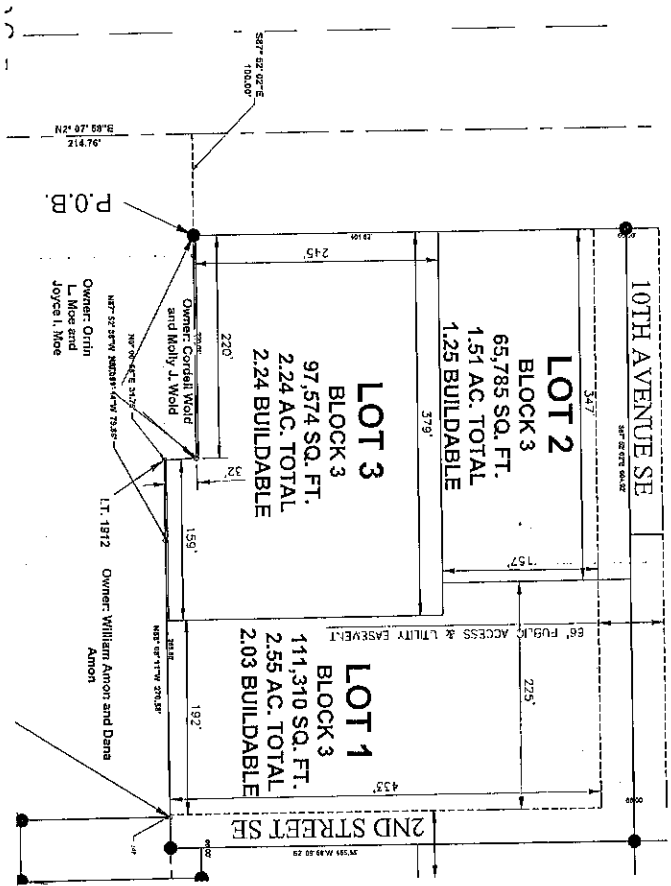 10TH AVENUE SE
LOT 2
BLOCK 3
65,785 SQ. FT.
1.51 AC. TOTAL
1.25 BUILDABLE
347'
157'
LOT 3
BLOCK 3
97,574 SQ. FT.
2.24 AC. TOTAL
2.24 BUILDABLE
379'
245'
220'
32'
159'
LOT 1
BLOCK 3
111,310 SQ. FT.
2.55 AC. TOTAL
2.03 BUILDABLE
66' PUBLIC ACCESS & UTILITY EASEMENT
225'
433'
192'
2ND STREET SE
Owner: Cordell Wold
and Molly J. Wold
Owner: Orrin
L. Moe and
Joyce I. Moe
I.T. 1912
Owner: William Amon and Dana
Amon
P.O.B.
S87° 52' 02"E
100.00'
N2° 07' 58"E
214.76'